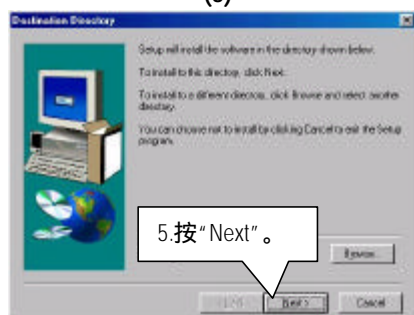 Destination Directory
Setup will install the software in the directory shown below.
To install to this directory, click Next.
To install to a different directory, click Browse and select another
directory.
You can choose not to install by clicking Cancel to exit the Setup
program.
5.按“Next”。
Browse...
Next >
Cancel